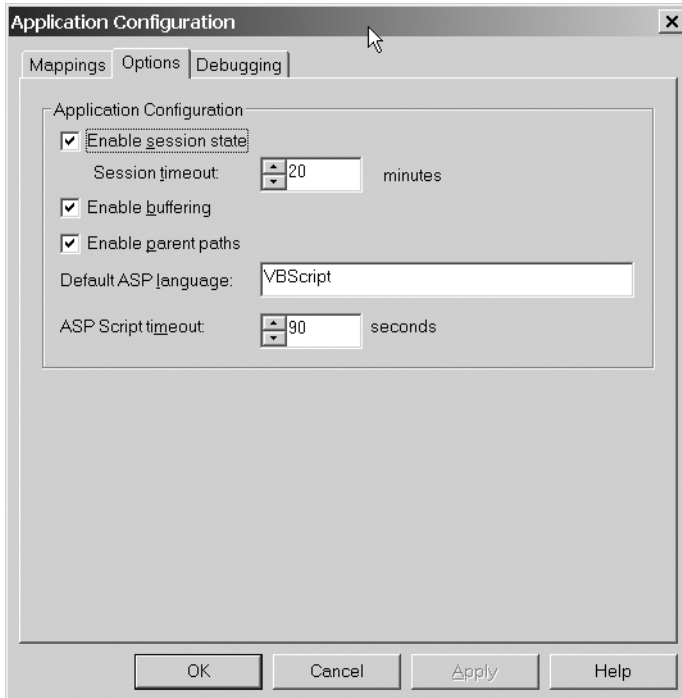 Application Configuration
Mappings Options Debugging
Application Configuration
Enable session state
Session timeout: 20 minutes
Enable buffering
Enable parent paths
Default ASP language: VBScript
ASP Script timeout: 90 seconds
OK Cancel Apply Help